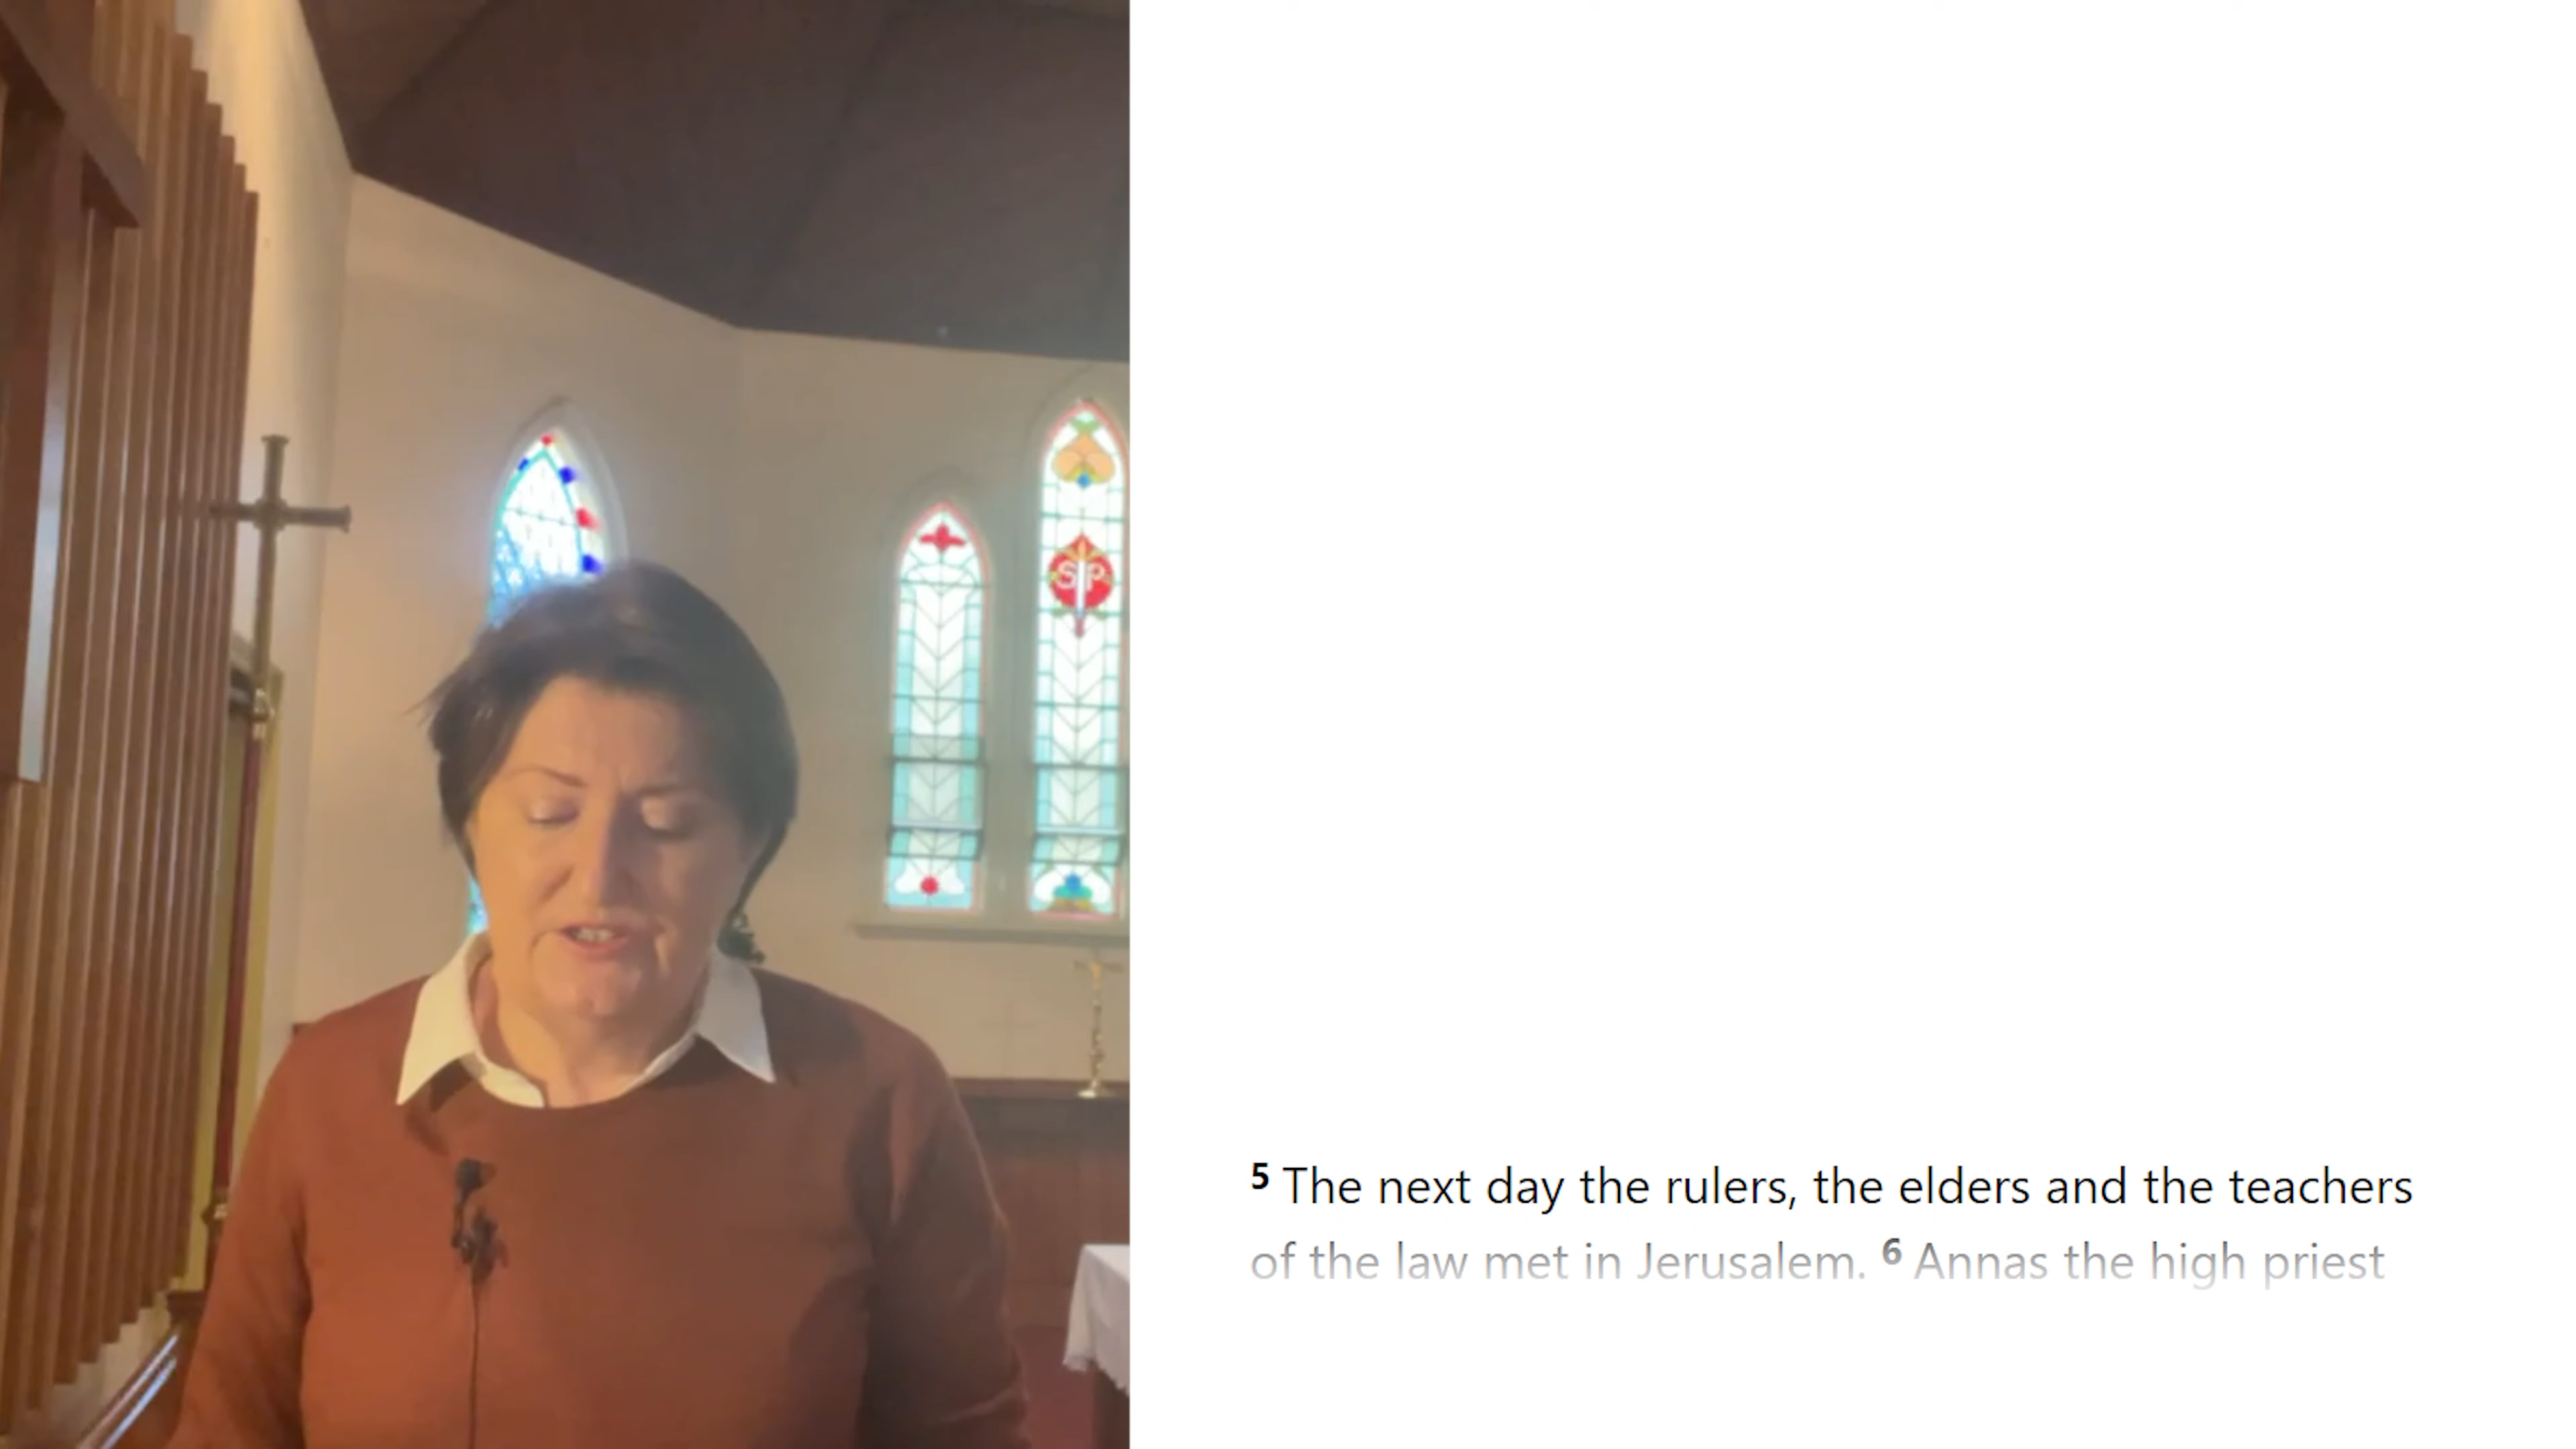 SP
5 The next day the rulers, the elders and the teachers
of the law met in Jerusalem. 6 Annas the high priest